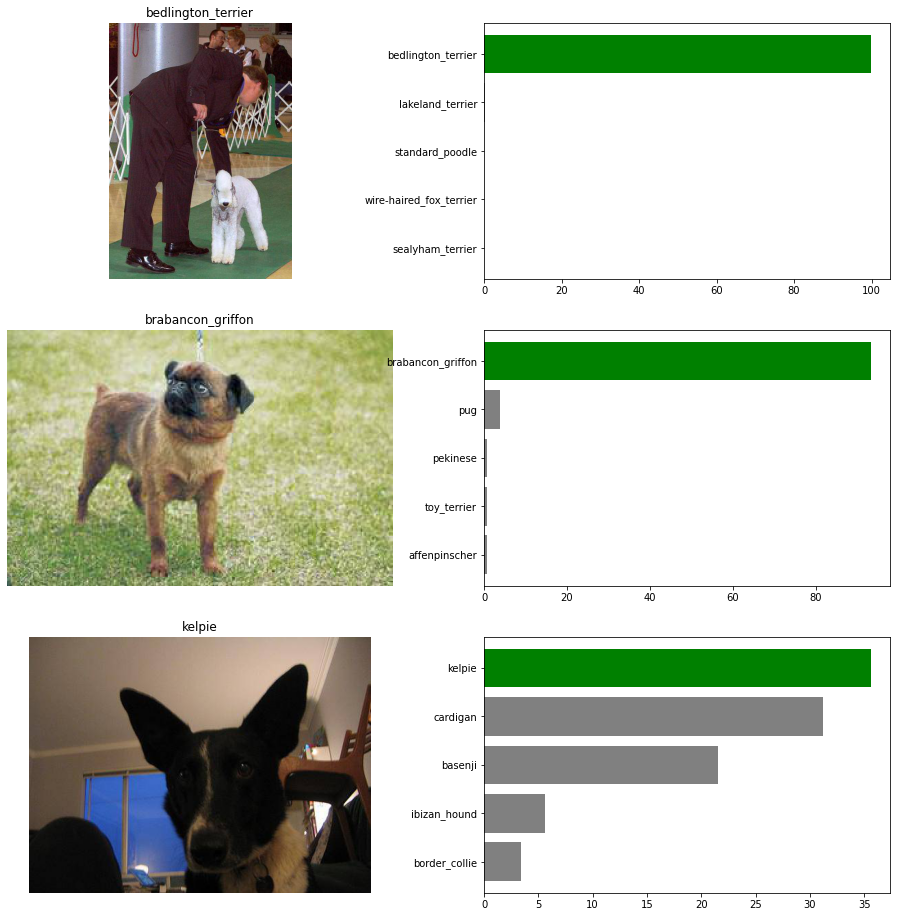 bedlington_terrier
bedlington_terrier
lakeland_terrier
standard_poodle
wire-haired_fox_terrier
sealyham_terrier
0 20 40 60 80 100
brabancon_griffon
brabancon_griffon
pug
pekinese
toy_terrier
affenpinscher
0 20 40 60 80
kelpie
kelpie
cardigan
basenji
ibizan_hound
border_collie
0 5 10 15 20 25 30 35